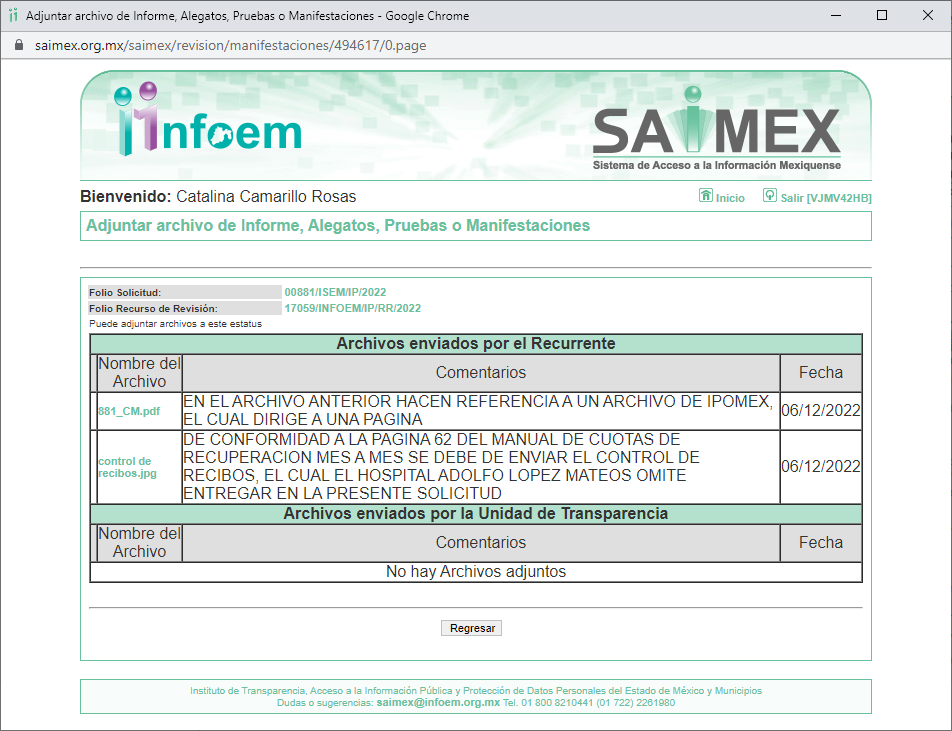 Adjuntar archivo de Informe, Alegatos, Pruebas o Manifestaciones - Google Chrome
saimex.org.mx/saimex/revision/manifestaciones/494617/0.page
infoem
SAIMEX
Sistema de Acceso a la Información Mexiquense
Bienvenido: Catalina Camarillo Rosas
Inicio
Salir [VJMV42HB]
Adjuntar archivo de Informe, Alegatos, Pruebas o Manifestaciones
Folio Solicitud: 00881/ISEM/IP/2022
Folio Recurso de Revisión: 17059/INFOEM/IP/RR/2022
Puede adjuntar archivos a este estatus
Archivos enviados por el Recurrente
Nombre del
Archivo
Comentarios
Fecha
881_CM.pdf
EN EL ARCHIVO ANTERIOR HACEN REFERENCIA A UN ARCHIVO DE IPOMEX,
EL CUAL DIRIGE A UNA PAGINA
06/12/2022
control de
recibos.jpg
DE CONFORMIDAD A LA PAGINA 62 DEL MANUAL DE CUOTAS DE
RECUPERACION MES A MES SE DEBE DE ENVIAR EL CONTROL DE
RECIBOS, EL CUAL EL HOSPITAL ADOLFO LOPEZ MATEOS OMITE
ENTREGAR EN LA PRESENTE SOLICITUD
06/12/2022
Archivos enviados por la Unidad de Transparencia
Nombre del
Archivo
Comentarios
Fecha
No hay Archivos adjuntos
Regresar
Instituto de Transparencia, Acceso a la Información Pública y Protección de Datos Personales del Estado de México y Municipios
Dudas o sugerencias: saimex@infoem.org.mx Tel. 01 800 8210441 (01 722) 2261980